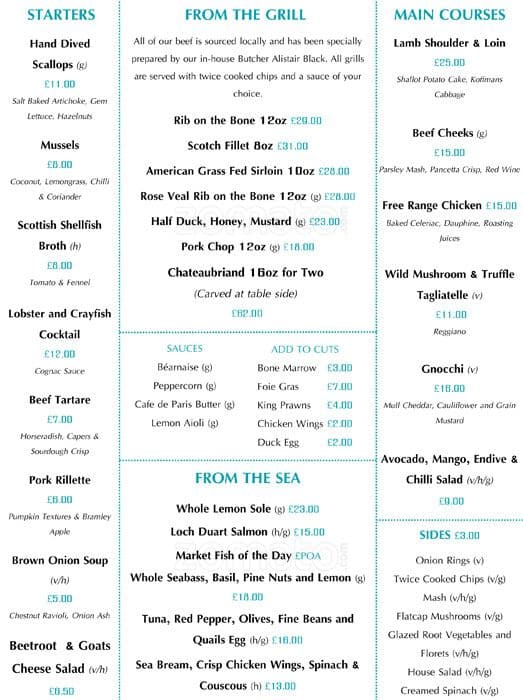 STARTERS
Hand Dived
Scallops (g)
£11.00
Salt Baked Artichoke, Gem
Lettuce, Hazelnuts
Mussels
£8.00
Coconut, Lemongrass, Chilli
& Coriander
Scottish Shellfish
Broth (h)
£8.00
Tomato & Fennel
Lobster and Crayfish
Cocktail
£12.00
Cognac Sauce
Beef Tartare
£7.00
Horseradish, Capers &
Sourdough Crisp
Pork Rillette
£6.00
Pumpkin Textures & Bramley
Apple
Brown Onion Soup
(v/h)
£5.00
Chestnut Ravioli, Onion Ash
Beetroot & Goats
Cheese Salad (v/h)
£6.50
FROM THE GRILL
All of our beef is sourced locally and has been specially
prepared by our in-house Butcher Alistair Black. All grills
are served with twice cooked chips and a sauce of your
choice.
Rib on the Bone 12oz £29.00
Scotch Fillet 8oz £31.00
American Grass Fed Sirloin 10oz £28.00
Rose Veal Rib on the Bone 12oz (g) £28.00
Half Duck, Honey, Mustard (g) £23.00
Pork Chop 12oz (g) £18.00
Chateaubriand 16oz for Two
(Carved at table side)
£62.00
SAUCES
Béarnaise (g)
Peppercorn (g)
Cafe de Paris Butter (g)
Lemon Aioli (g)
ADD TO CUTS
Bone Marrow £3.00
Foie Gras £7.00
King Prawns £4.00
Chicken Wings £2.00
Duck Egg £2.00
FROM THE SEA
Whole Lemon Sole (g) £23.00
Loch Duart Salmon (h/g) £15.00
Market Fish of the Day £POA
Whole Seabass, Basil, Pine Nuts and Lemon (g)
£18.00
Tuna, Red Pepper, Olives, Fine Beans and
Quails Egg (h/g) £16.00
Sea Bream, Crisp Chicken Wings, Spinach &
Couscous (h) £13.00
MAIN COURSES
Lamb Shoulder & Loin
£25.00
Shallot Potato Cake, Koffmans
Cabbage
Beef Cheeks (g)
£15.00
Parsley Mash, Pancetta Crisp, Red Wine
Free Range Chicken £15.00
Baked Celeriac, Dauphine, Roasting
Juices
Wild Mushroom & Truffle
Tagliatelle (v)
£11.00
Reggiano
Gnocchi (v)
£16.00
Mull Cheddar, Cauliflower and Grain
Mustard
Avocado, Mango, Endive &
Chilli Salad (v/h/g)
£9.00
SIDES £3.00
Onion Rings (v)
Twice Cooked Chips (v/g)
Mash (v/h/g)
Flatcap Mushrooms (v/g)
Glazed Root Vegetables and
Florets (v/h/g)
House Salad (v/h/g)
Creamed Spinach (v/g)